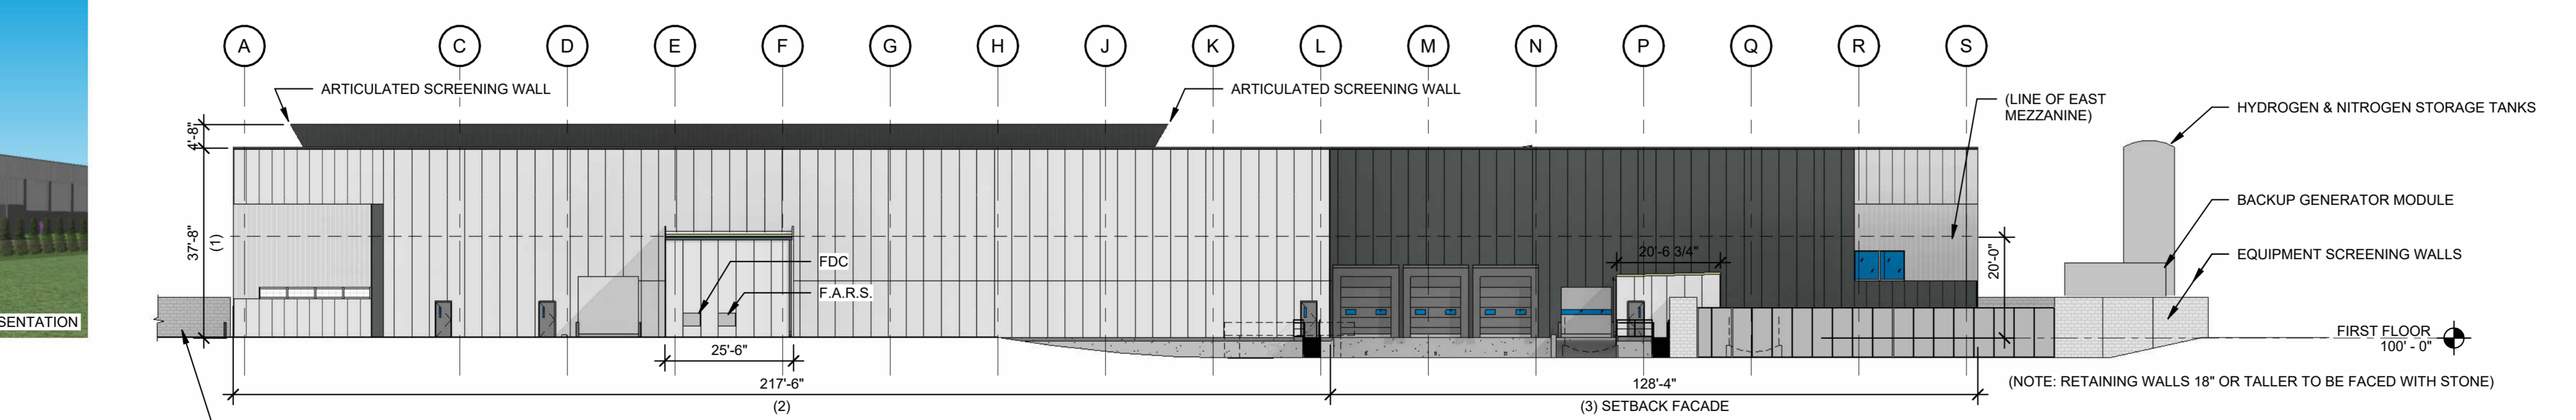 A
C
D
E
F
G
H
J
K
L
M
N
P
Q
R
S
ARTICULATED SCREENING WALL
ARTICULATED SCREENING WALL
(LINE OF EAST
MEZZANINE)
HYDROGEN & NITROGEN STORAGE TANKS
4'-8"
37'-8"
(1)
BACKUP GENERATOR MODULE
20'-6 3/4"
20'-0"
EQUIPMENT SCREENING WALLS
FDC
F.A.R.S.
SENTATION
FIRST FLOOR
100' - 0"
25'-6"
217'-6"
(2)
128'-4"
(3) SETBACK FACADE
(NOTE: RETAINING WALLS 18" OR TALLER TO BE FACED WITH STONE)